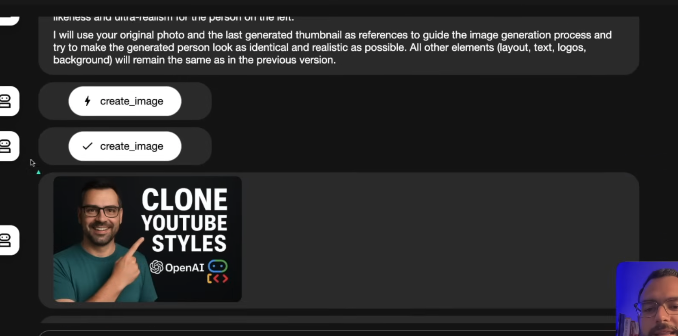 likeness and ultra-realism for the person on the left.
I will use your original photo and the last generated thumbnail as references to guide the image generation process and
try to make the generated person look as identical and realistic as possible. All other elements (layout, text, logos,
background) will remain the same as in the previous version.
create_image
create_image
CLONE
YOUTUBE
STYLES
OpenAI